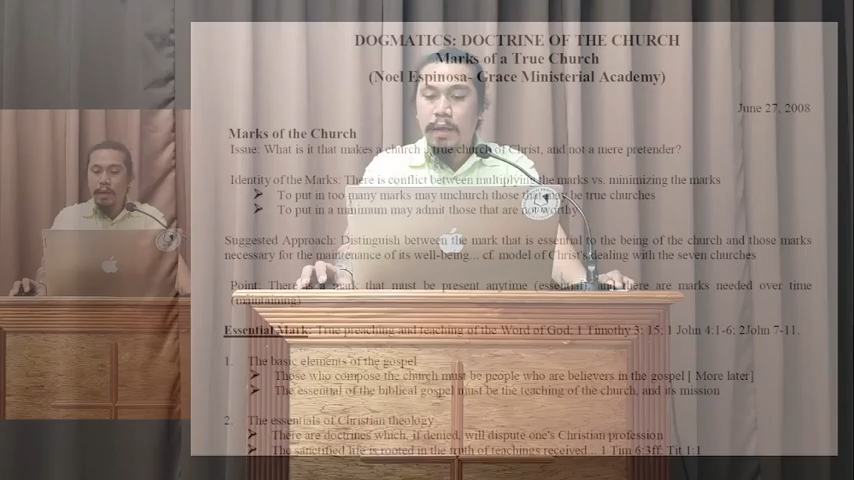 DOGMATICS: DOCTRINE OF THE CHURCH
Marks of a True Church
(Noel Espinosa- Grace Ministerial Academy)
June 27, 2008
Marks of the Church
Issue: What is it that makes a church a true church of Christ, and not a mere pretender?
Identity of the Marks: There is conflict between multiplying the marks vs. minimizing the marks
➤ To put in too many marks may unchurch those that may be true churches
➤ To put in a minimum may admit those that are not worthy
Suggested Approach: Distinguish between the mark that is essential to the being of the church and those marks
necessary for the maintenance of its well-being... cf. model of Christ's dealing with the seven churches
Point: There is a mark that must be present anytime (essential) and there are marks needed over time
(maintaining)
Essential Mark: True preaching and teaching of the Word of God; 1 Timothy 3: 15; 1 John 4:1-6; 2John 7-11.
1. The basic elements of the gospel
➤ Those who compose the church must be people who are believers in the gospel [ More later]
➤ The essential of the biblical gospel must be the teaching of the church, and its mission
2. The essentials of Christian theology
➤ There are doctrines which, if denied, will dispute one's Christian profession
➤ The sanctified life is rooted in the truth of teachings received... 1 Tim 6:3ff; Tit 1:1